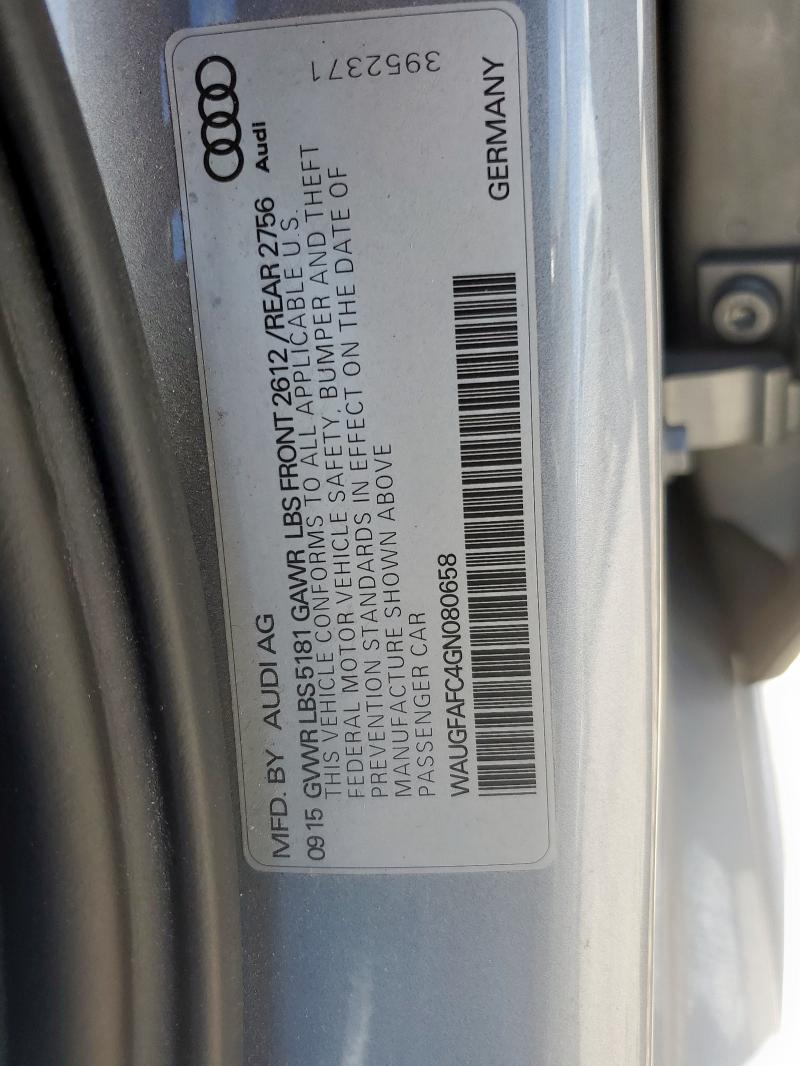 MFD. BY AUDI AG
Audi
0915 GVWR LBS 5181 GAWR LBS FRONT 2612 /REAR 2756
THIS VEHICLE CONFORMS TO ALL APPLICABLE U.S.
FEDERAL MOTOR VEHICLE SAFETY, BUMPER AND THEFT
PREVENTION STANDARDS IN EFFECT ON THE DATE OF
MANUFACTURE SHOWN ABOVE
PASSENGER CAR
3952371
WAUGFAFC4GN080658
GERMANY